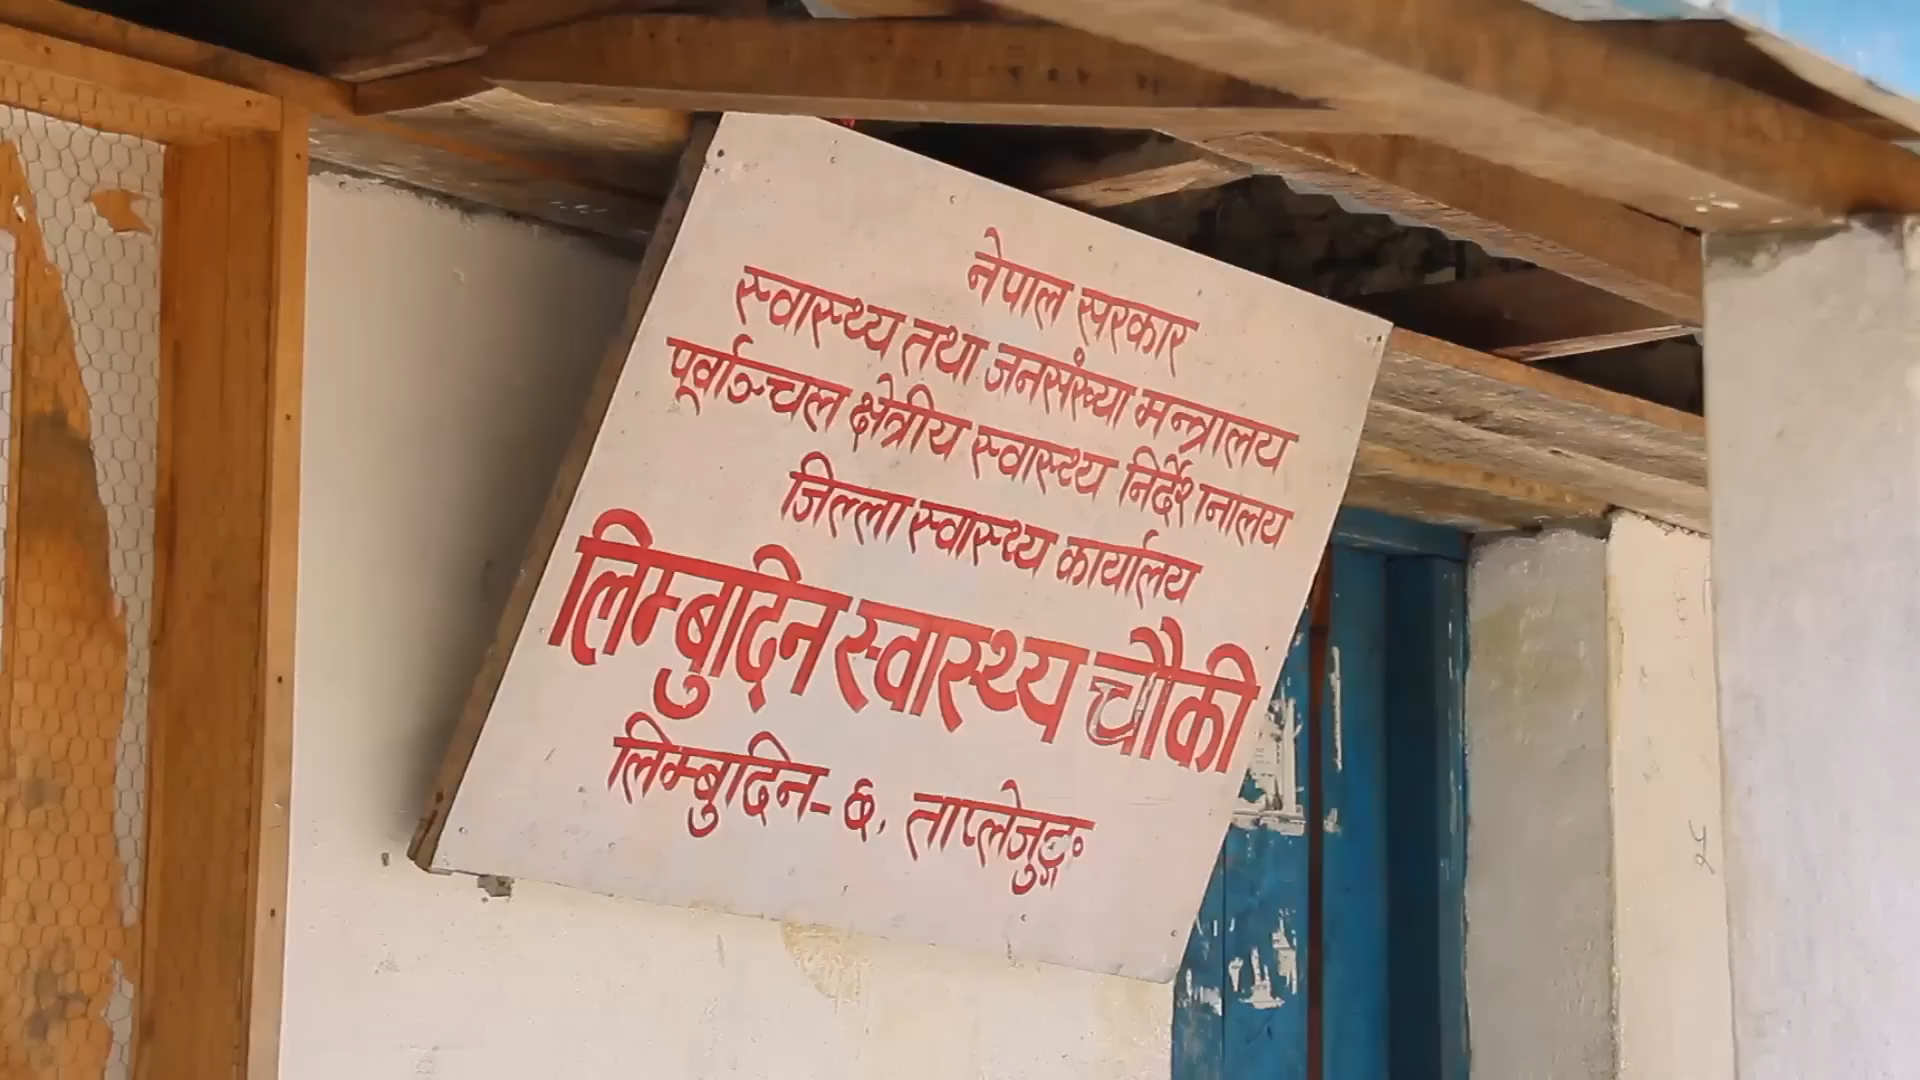 नेपाल सरकार
स्वास्थ्य तथा जनसंख्या मन्त्रालय
पूर्वाञ्चल क्षेत्रीय स्वास्थ्य निर्देशनालय
जिल्ला स्वास्थ्य कार्यालय
लिम्बुदिन स्वास्थ्य चौकी
लिम्बुदिन- ६, ताप्लेजुङ्ग